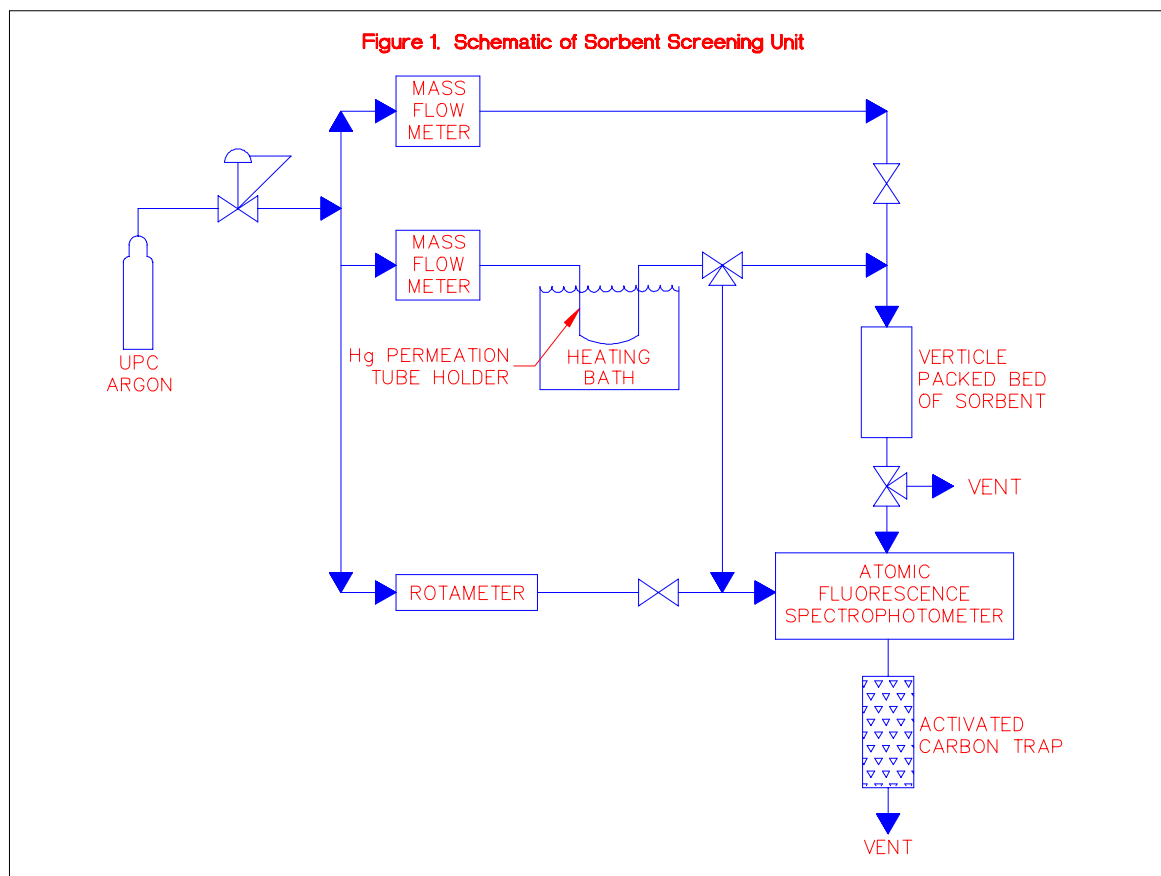 Figure 1. Schematic of Sorbent Screening Unit
MASS
FLOW
METER
MASS
FLOW
METER
UPC
ARGON
Hg PERMEATION
TUBE HOLDER
HEATING
BATH
VERTICLE
PACKED BED
OF SORBENT
VENT
ROTAMETER
ATOMIC
FLUORESCENCE
SPECTROPHOTOMETER
ACTIVATED
CARBON TRAP
VENT